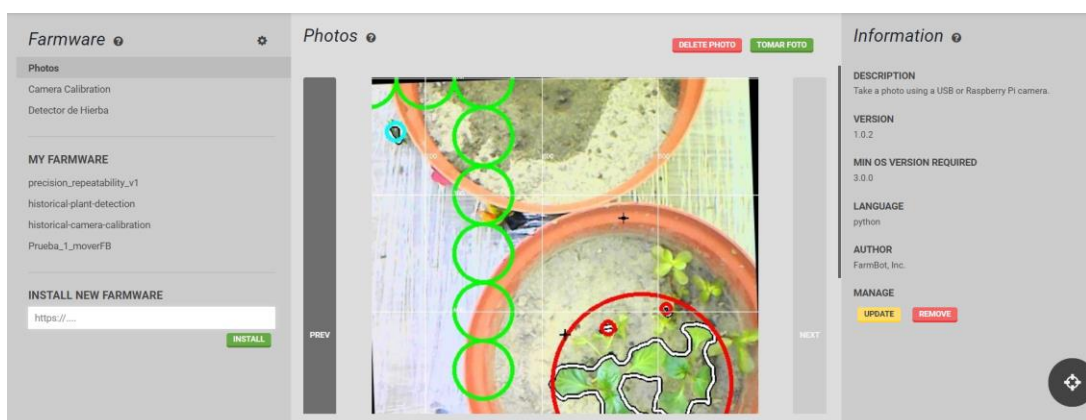 Farmware
Photos
Camera Calibration
Detector de Hierba
MY FARMWARE
precision_repeatability_v1
historical-plant-detection
historical-camera-calibration
Prueba_1_moverFB
INSTALL NEW FARMWARE
https://....
INSTALL
Photos
DELETE PHOTO
TOMAR FOTO
PREV
NEXT
Information
DESCRIPTION
Take a photo using a USB or Raspberry Pi camera.
VERSION
1.0.2
MIN OS VERSION REQUIRED
3.0.0
LANGUAGE
python
AUTHOR
FarmBot, Inc.
MANAGE
UPDATE
REMOVE